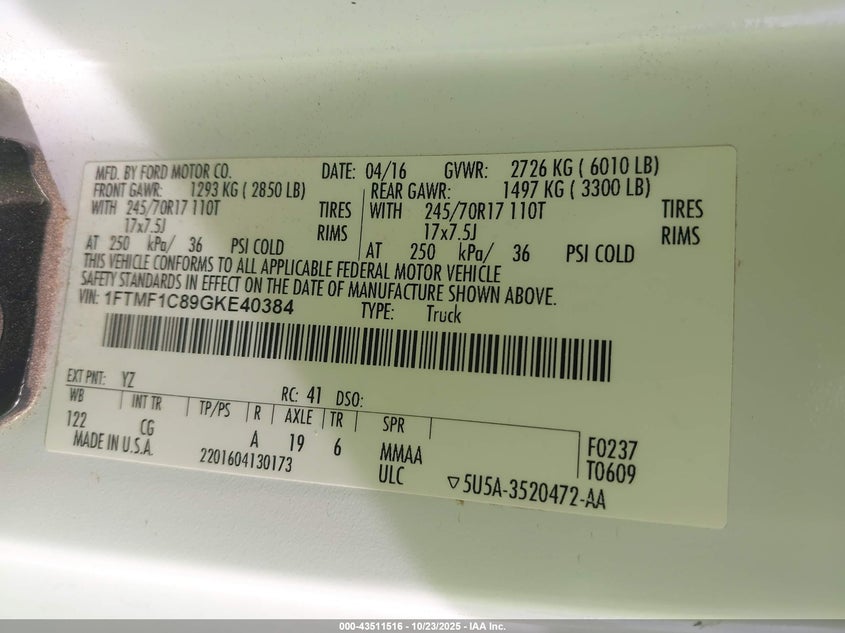 MFD. BY FORD MOTOR CO. DATE: 04/16 GVWR: 2726 KG ( 6010 LB)
FRONT GAWR: 1293 KG ( 2850 LB) REAR GAWR: 1497 KG ( 3300 LB)
WITH 245/70R17 110T TIRES WITH 245/70R17 110T TIRES
17x7.5J RIMS 17x7.5J RIMS
AT 250 kPa/ 36 PSI COLD AT 250 kPa/ 36 PSI COLD
THIS VEHICLE CONFORMS TO ALL APPLICABLE FEDERAL MOTOR VEHICLE
SAFETY STANDARDS IN EFFECT ON THE DATE OF MANUFACTURE SHOWN ABOVE.
VIN: 1FTMF1C89GKE40384 TYPE: Truck
EXT PNT: YZ RC: 41 DSO:
WB INT TR TP/PS R AXLE TR SPR
122 CG A 19 6 MMAA F0237
MADE IN U.S.A. 2201604130173 ULC T0609
▽5U5A-3520472-AA
000-43511516 - 10/23/2025 - IAA Inc.